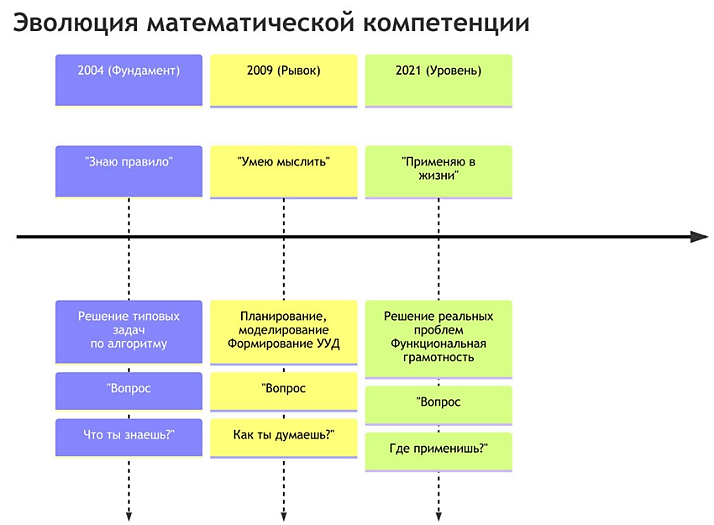 Эволюция математической компетенции
2004 (Фундамент)
2009 (Рывок)
2021 (Уровень)
"Знаю правило"
"Умею мыслить"
"Применяю в
жизни"
Решение типовых
задач
по алгоритму
Планирование,
моделирование
Формирование УУД
Решение реальных
проблем
Функциональная
грамотность
"Вопрос
"Вопрос
"Вопрос
Что ты знаешь?"
Как ты думаешь?"
Где применишь?"